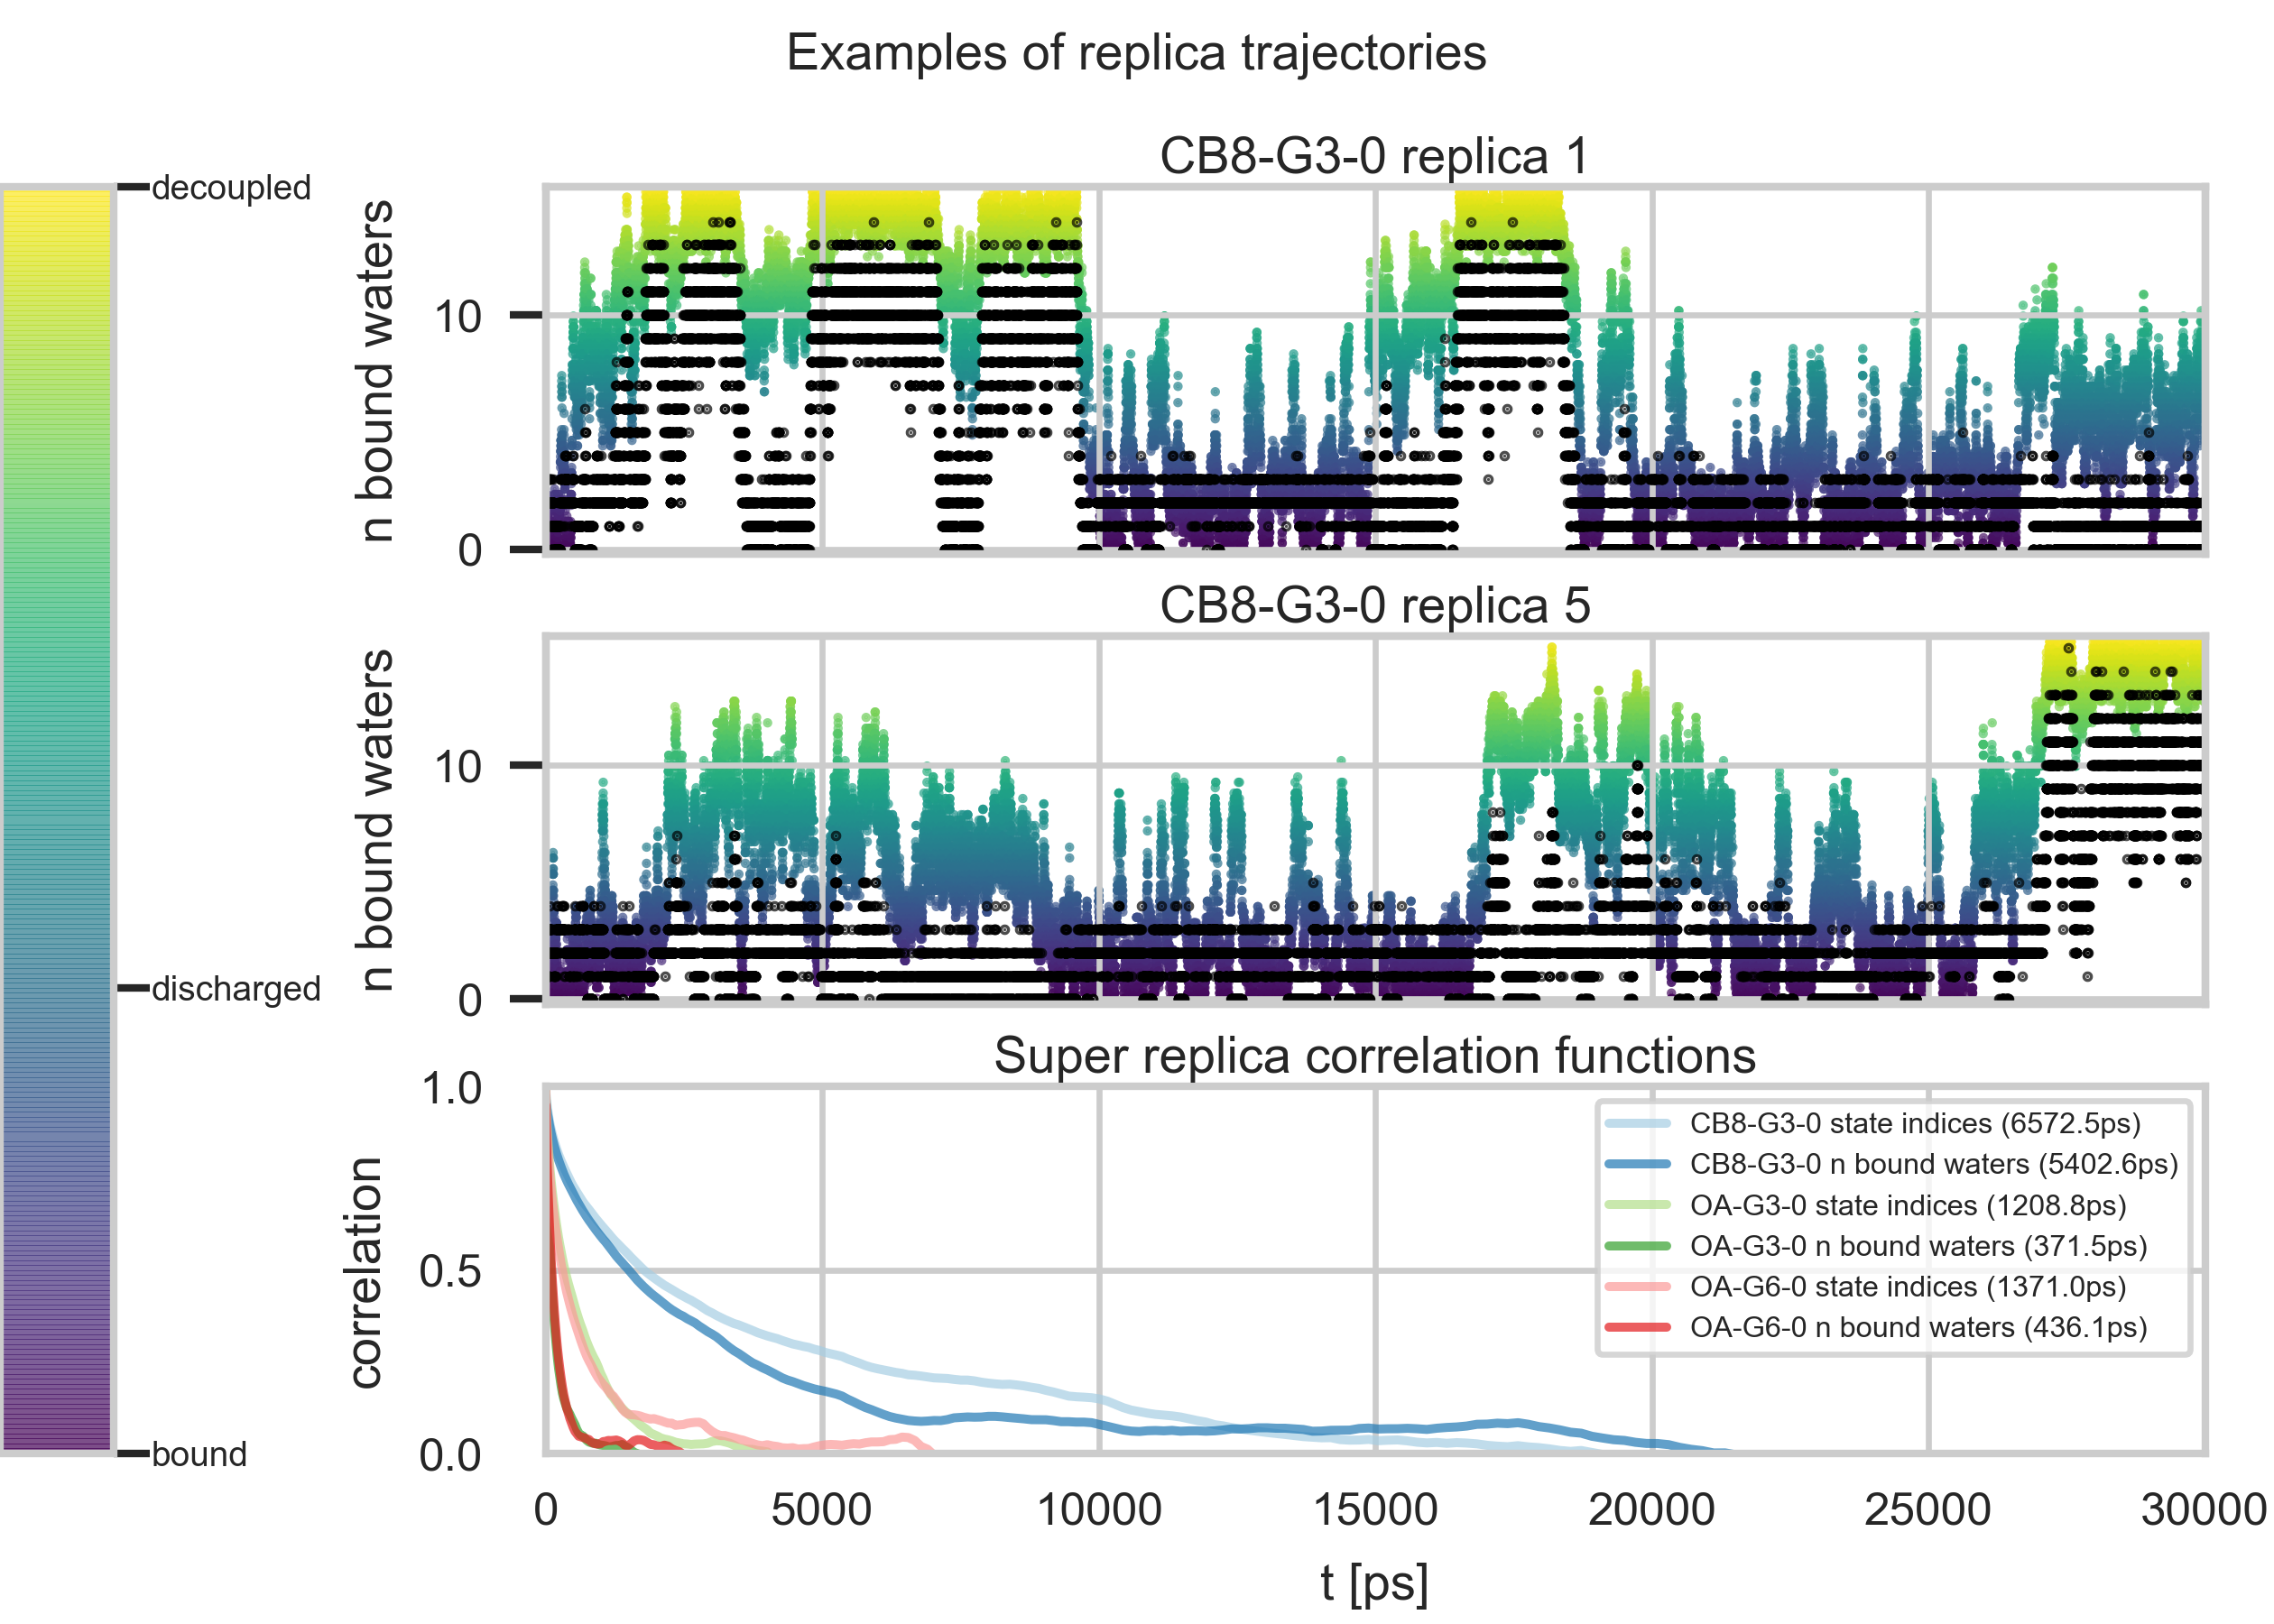 Examples of replica trajectories
decoupled
discharged
bound
CB8-G3-0 replica 1
n bound waters
10
0
CB8-G3-0 replica 5
n bound waters
10
0
Super replica correlation functions
correlation
1.0
0.5
0.0
CB8-G3-0 state indices (6572.5ps)
CB8-G3-0 n bound waters (5402.6ps)
OA-G3-0 state indices (1208.8ps)
OA-G3-0 n bound waters (371.5ps)
OA-G6-0 state indices (1371.0ps)
OA-G6-0 n bound waters (436.1ps)
0 5000 10000 15000 20000 25000 30000
t [ps]